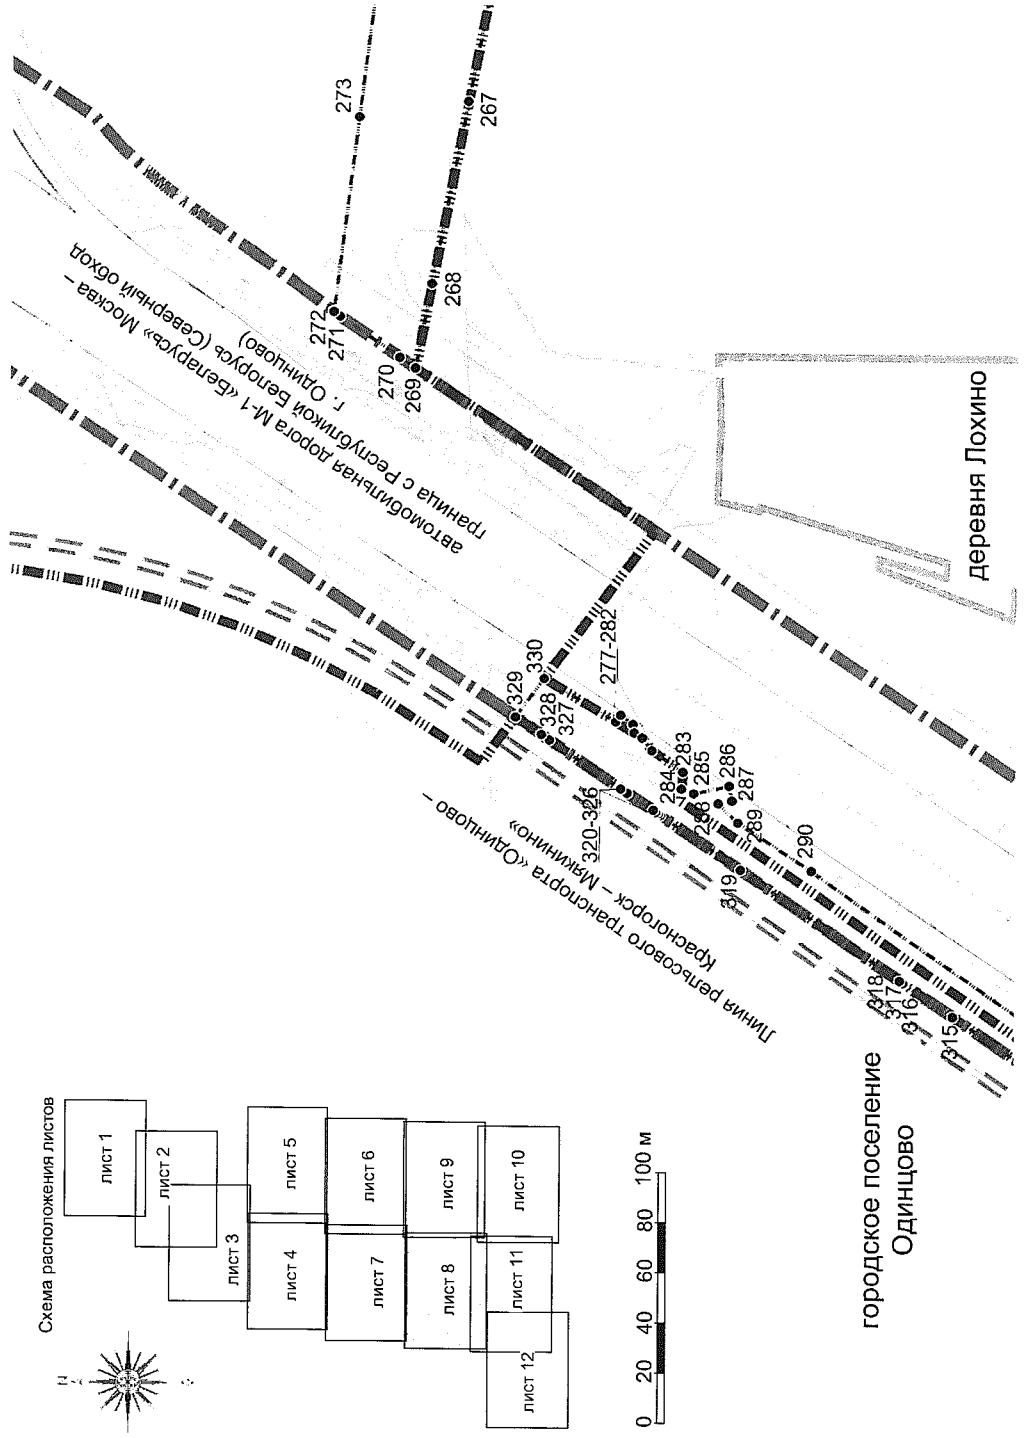 Схема расположения листов
N
лист 1
лист 2
лист 3
лист 4
лист 5
лист 6
лист 7
лист 8
лист 9
лист 10
лист 11
лист 12
0 20 40 60 80 100 м
городское поселение
Одинцово
деревня Лохино
Линия рельсового транспорта «Одинцово –
Красногорск – Мякинино»
автомобильная дорога М-1 «Беларусь» Москва –
граница с Республикой Белорусь (Северный обход
г. Одинцово)
273
267
272
271
268
270
269
330
329
328
327
277-282
283
284
285
286
287
288
289
290
320-326
319
318
317
316
315